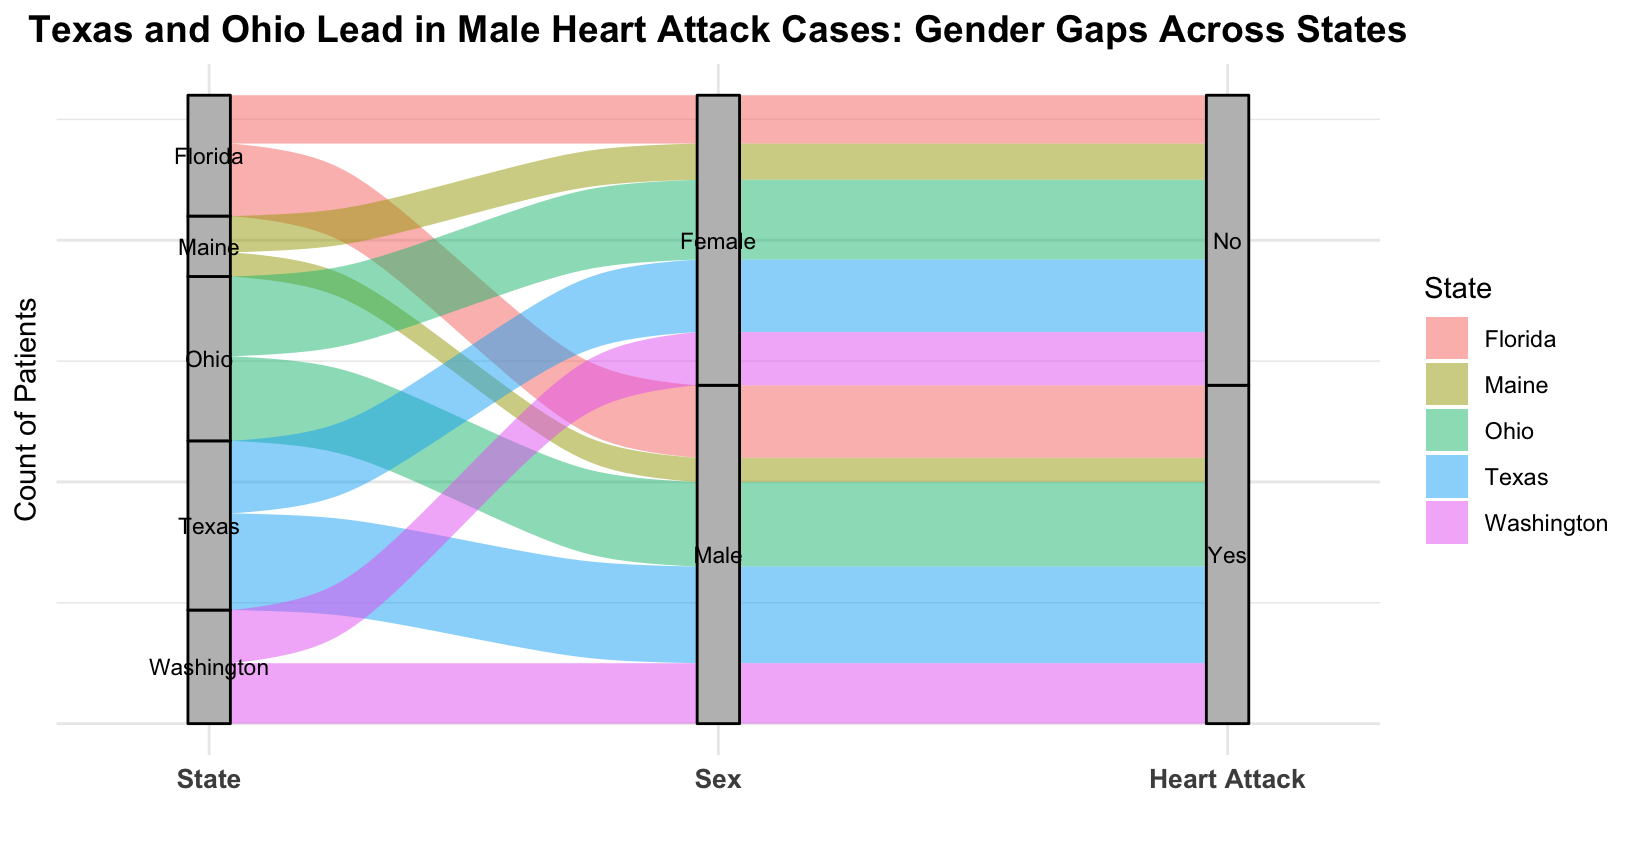 Texas and Ohio Lead in Male Heart Attack Cases: Gender Gaps Across States
Count of Patients
Florida
Maine
Ohio
Texas
Washington
Female
Male
No
Yes
State
Sex
Heart Attack
State
Florida
Maine
Ohio
Texas
Washington